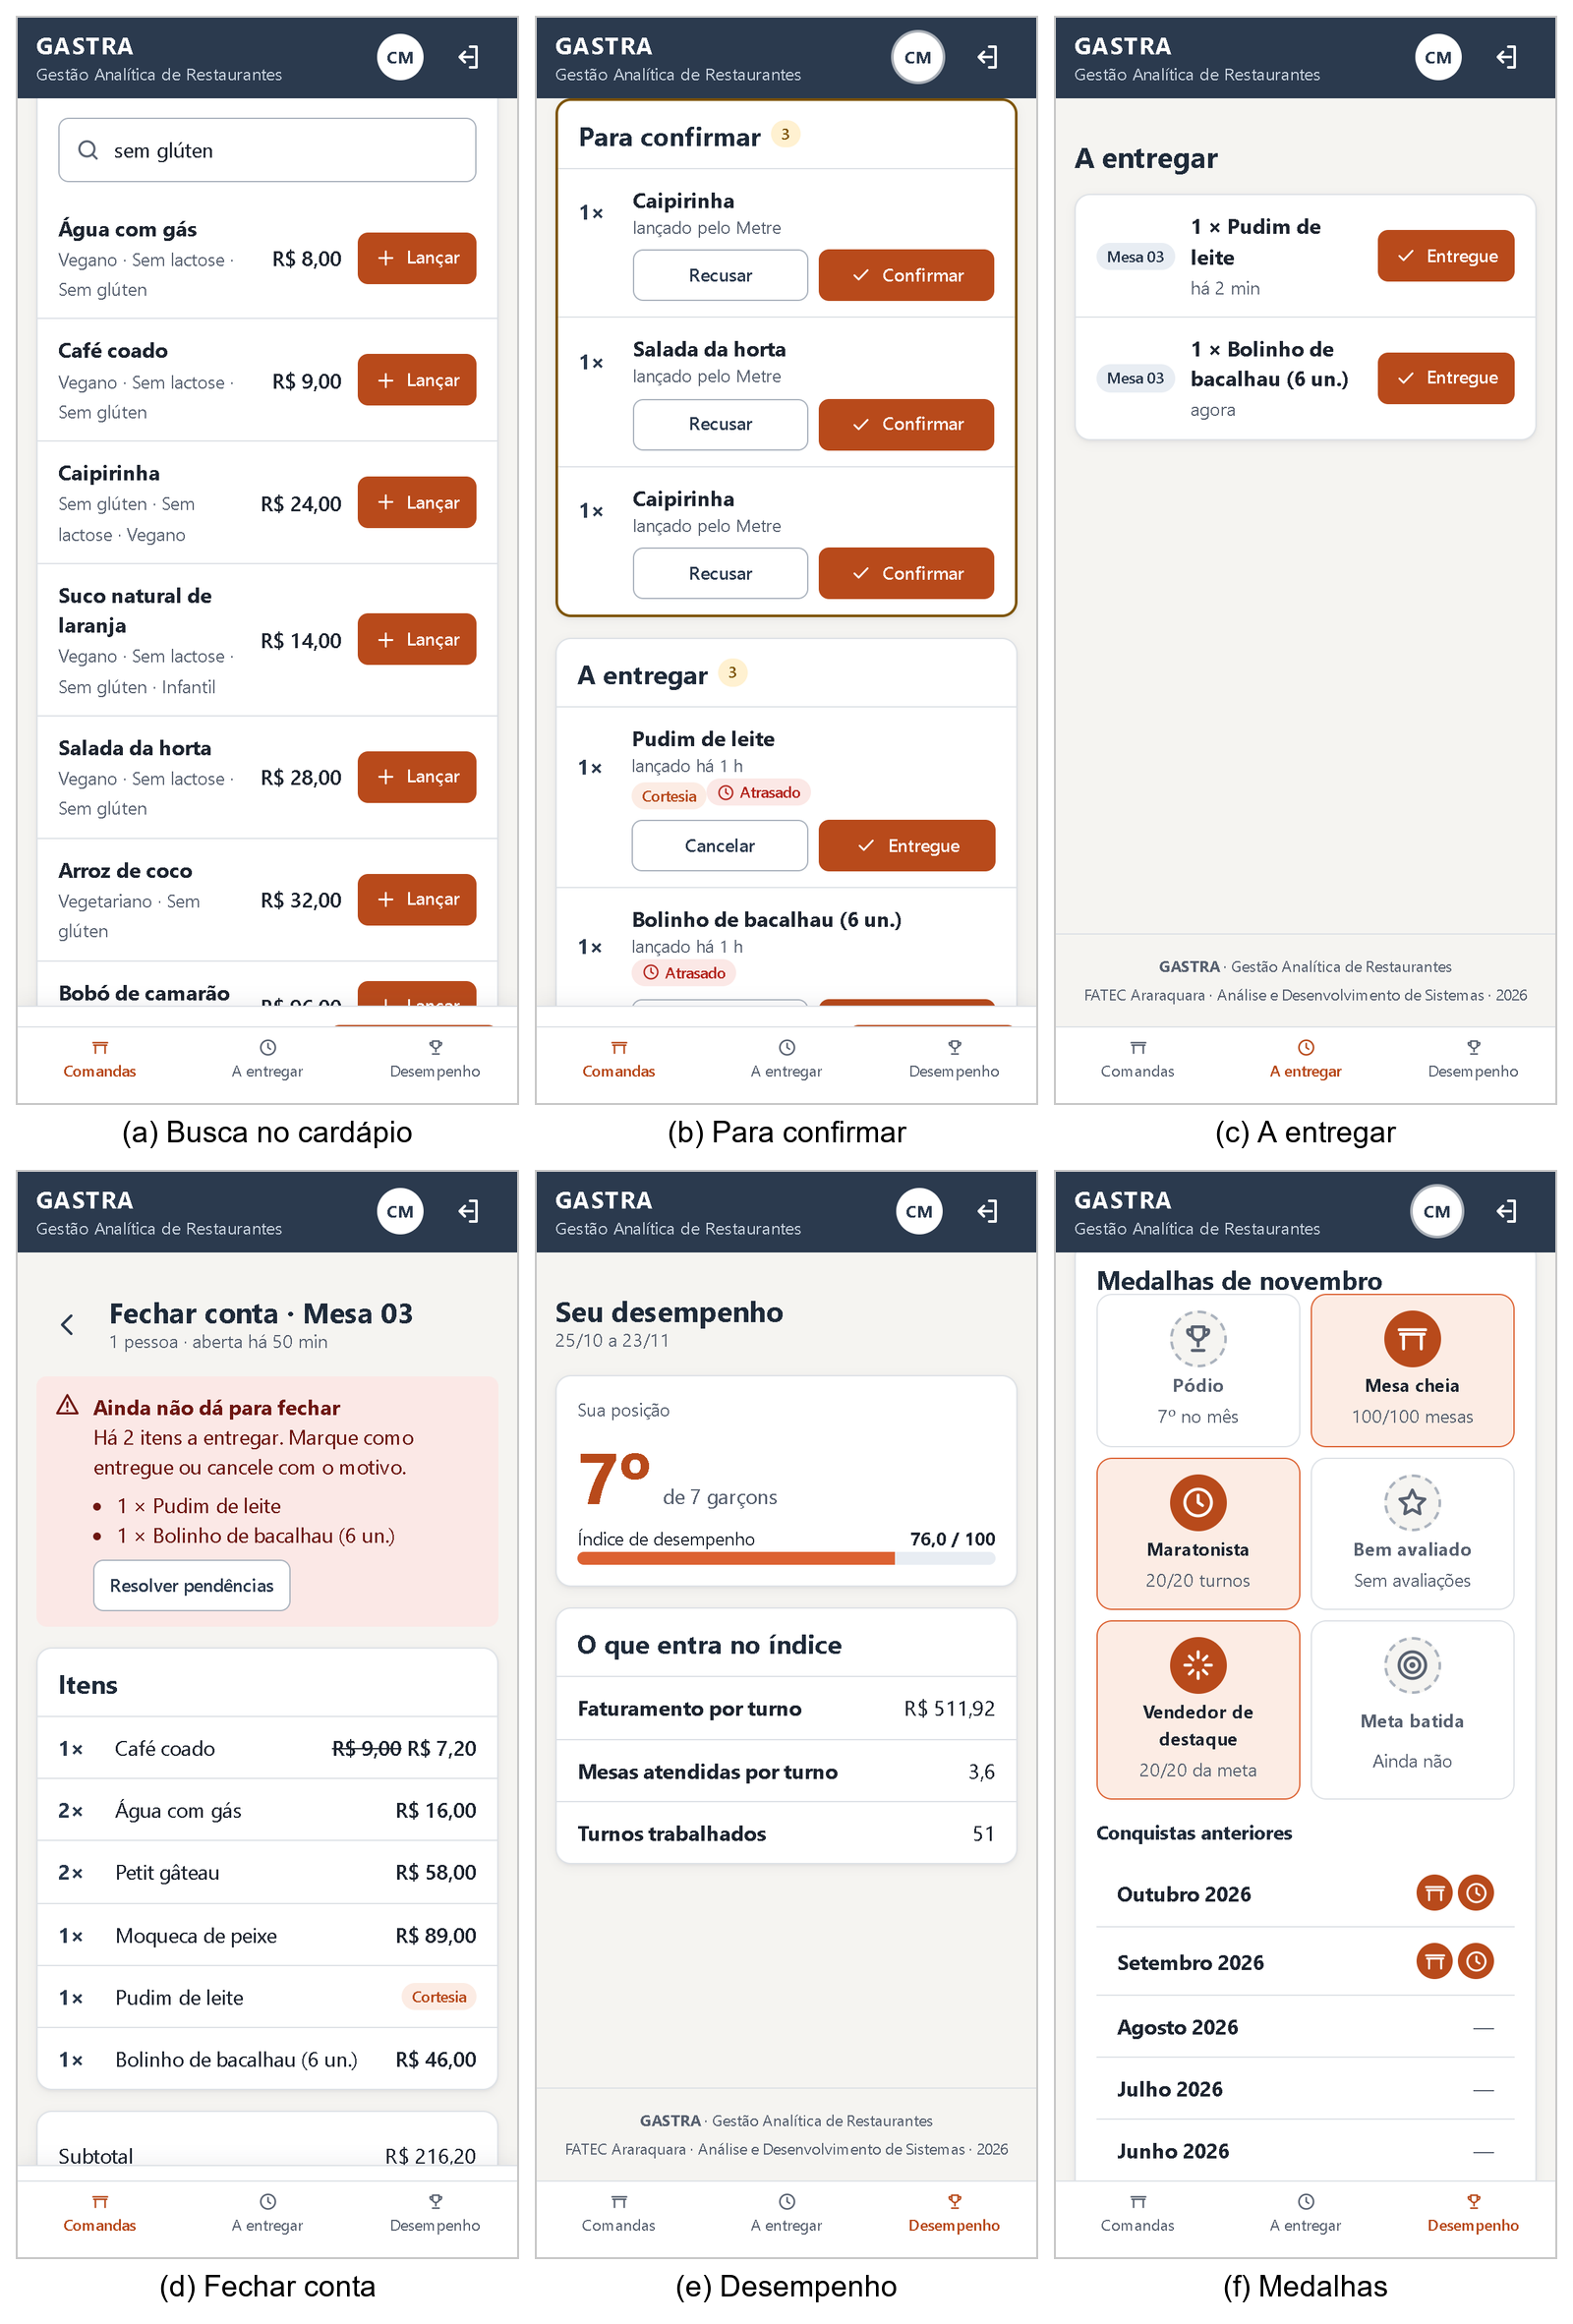 GASTRA
Gestão Analítica de Restaurantes
CM
sem glúten
Água com gás
Vegano · Sem lactose ·
Sem glúten
R$ 8,00
Lançar
Café coado
Vegano · Sem lactose ·
Sem glúten
R$ 9,00
Lançar
Caipirinha
Sem glúten · Sem
lactose · Vegano
R$ 24,00
Lançar
Suco natural de
laranja
Vegano · Sem lactose ·
Sem glúten · Infantil
R$ 14,00
Lançar
Salada da horta
Vegano · Sem lactose ·
Sem glúten
R$ 28,00
Lançar
Arroz de coco
Vegetariano · Sem
glúten
R$ 32,00
Lançar
Bobó de camarão
Lançar
Comandas
A entregar
Desempenho
(a) Busca no cardápio
GASTRA
Gestão Analítica de Restaurantes
CM
Para confirmar 3
1× Caipirinha
lançado pelo Metre
Recusar
Confirmar
1× Salada da horta
lançado pelo Metre
Recusar
Confirmar
1× Caipirinha
lançado pelo Metre
Recusar
Confirmar
A entregar 3
1× Pudim de leite
lançado há 1 h
Cortesia
Atrasado
Cancelar
Entregue
1× Bolinho de bacalhau (6 un.)
lançado há 1 h
Atrasado
Comandas
A entregar
Desempenho
(b) Para confirmar
GASTRA
Gestão Analítica de Restaurantes
CM
A entregar
Mesa 03
1 × Pudim de
leite
há 2 min
Entregue
Mesa 03
1 × Bolinho de
bacalhau (6 un.)
agora
Entregue
GASTRA · Gestão Analítica de Restaurantes
FATEC Araraquara · Análise e Desenvolvimento de Sistemas · 2026
Comandas
A entregar
Desempenho
(c) A entregar
GASTRA
Gestão Analítica de Restaurantes
CM
Fechar conta · Mesa 03
1 pessoa · aberta há 50 min
Ainda não dá para fechar
Há 2 itens a entregar. Marque como
entregue ou cancele com o motivo.
• 1 × Pudim de leite
• 1 × Bolinho de bacalhau (6 un.)
Resolver pendências
Itens
1× Café coado R$ 9,00 R$ 7,20
2× Água com gás R$ 16,00
2× Petit gâteau R$ 58,00
1× Moqueca de peixe R$ 89,00
1× Pudim de leite Cortesia
1× Bolinho de bacalhau (6 un.) R$ 46,00
Subtotal R$ 216,20
Comandas
A entregar
Desempenho
(d) Fechar conta
GASTRA
Gestão Analítica de Restaurantes
CM
Seu desempenho
25/10 a 23/11
Sua posição
7º de 7 garçons
Índice de desempenho 76,0 / 100
O que entra no índice
Faturamento por turno R$ 511,92
Mesas atendidas por turno 3,6
Turnos trabalhados 51
GASTRA · Gestão Analítica de Restaurantes
FATEC Araraquara · Análise e Desenvolvimento de Sistemas · 2026
Comandas
A entregar
Desempenho
(e) Desempenho
GASTRA
Gestão Analítica de Restaurantes
CM
Medalhas de novembro
Pódio
7º no mês
Mesa cheia
100/100 mesas
Maratonista
20/20 turnos
Bem avaliado
Sem avaliações
Vendedor de
destaque
20/20 da meta
Meta batida
Ainda não
Conquistas anteriores
Outubro 2026
Setembro 2026
Agosto 2026 —
Julho 2026 —
Junho 2026 —
Comandas
A entregar
Desempenho
(f) Medalhas